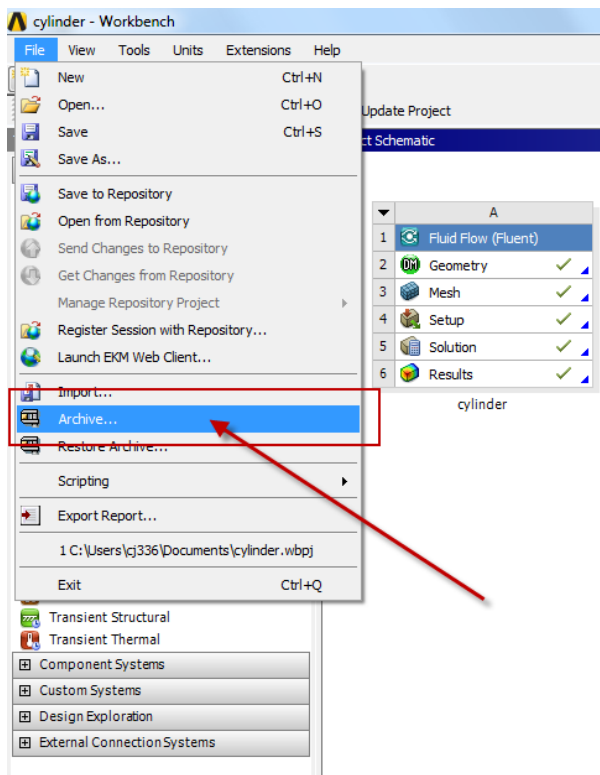 cylinder - Workbench
File View Tools Units Extensions Help
New Ctrl+N
Open... Ctrl+O
Save Ctrl+S
Save As...
Save to Repository
Open from Repository
Send Changes to Repository
Get Changes from Repository
Manage Repository Project
Register Session with Repository...
Launch EKM Web Client...
Import...
Archive...
Restore Archive...
Scripting
Export Report...
1 C:\Users\cj336\Documents\cylinder.wbpj
Exit Ctrl+Q
Update Project
ct Schematic
A
1 Fluid Flow (Fluent)
2 DM Geometry
3 Mesh
4 Setup
5 Solution
6 Results
cylinder
Transient Structural
Transient Thermal
Component Systems
Custom Systems
Design Exploration
External Connection Systems